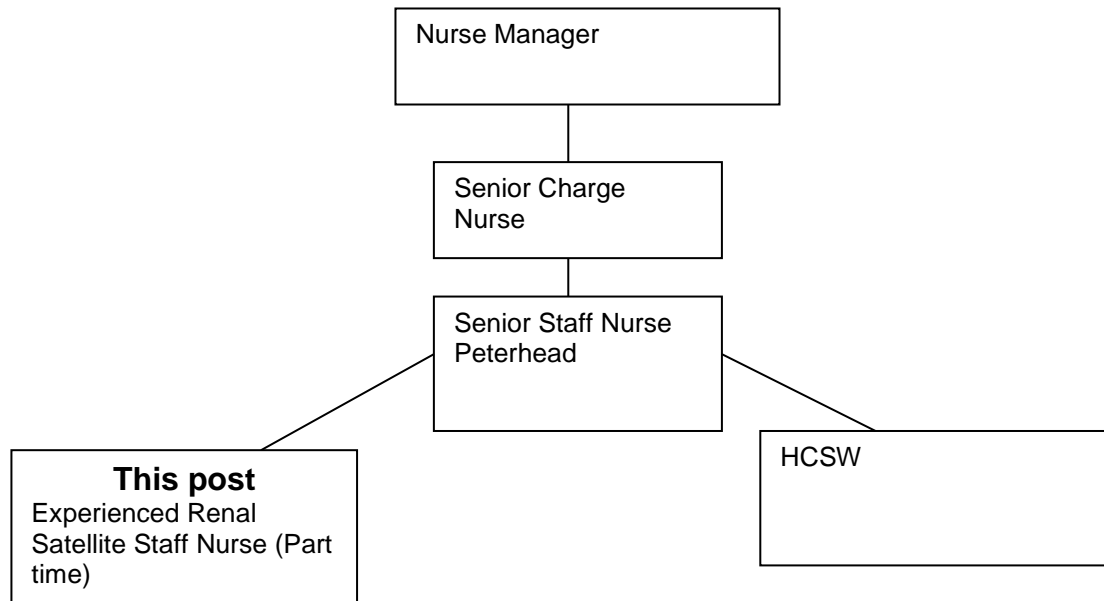 Nurse Manager
Senior Charge
Nurse
Senior Staff Nurse
Peterhead
This post
Experienced Renal
Satellite Staff Nurse (Part
time)
HCSW